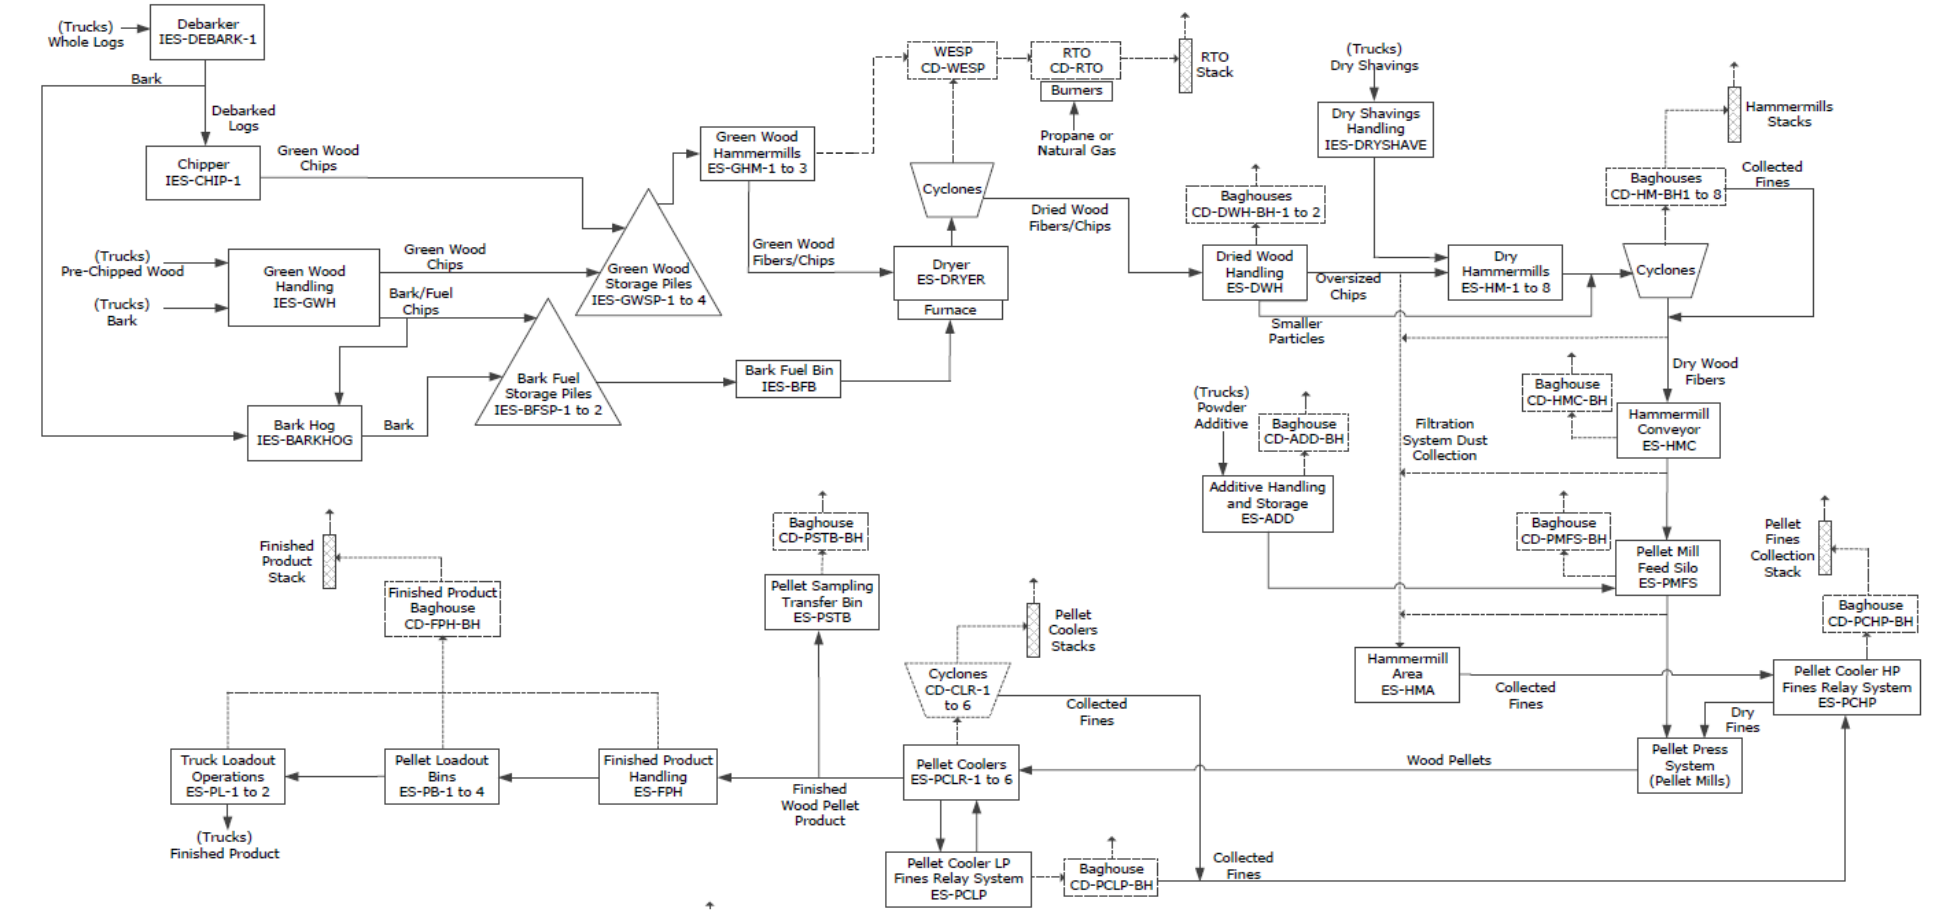 (Trucks)
Whole Logs
Debarker
IES-DEBARK-1
Bark
Debarked
Logs
Chipper
IES-CHIP-1
Green Wood
Chips
(Trucks)
Pre-Chipped Wood
(Trucks)
Bark
Green Wood
Handling
IES-GWH
Green Wood
Chips
Bark/Fuel
Chips
Green Wood
Storage Piles
IES-GWSP-1 to 4
Bark Hog
IES-BARKHOG
Bark
Bark Fuel
Storage Piles
IES-BFSP-1 to 2
Bark Fuel Bin
IES-BFB
Green Wood
Hammermills
ES-GHM-1 to 3
Green Wood
Fibers/Chips
WESP
CD-WESP
RTO
CD-RTO
Burners
Propane or
Natural Gas
RTO
Stack
Cyclones
Dryer
ES-DRYER
Furnace
Dried Wood
Fibers/Chips
Baghouses
CD-DWH-BH-1 to 2
Dried Wood
Handling
ES-DWH
Oversized
Chips
Smaller
Particles
(Trucks)
Dry Shavings
Dry Shavings
Handling
IES-DRYSHAVE
Dry
Hammermills
ES-HM-1 to 8
Hammermills
Stacks
Baghouses
CD-HM-BH1 to 8
Collected
Fines
Cyclones
Dry Wood
Fibers
Baghouse
CD-HMC-BH
Hammermill
Conveyor
ES-HMC
(Trucks)
Powder
Additive
Baghouse
CD-ADD-BH
Filtration
System Dust
Collection
Additive Handling
and Storage
ES-ADD
Baghouse
CD-PMFS-BH
Pellet Mill
Feed Silo
ES-PMFS
Pellet
Fines
Collection
Stack
Baghouse
CD-PCHP-BH
Hammermill
Area
ES-HMA
Collected
Fines
Pellet Cooler HP
Fines Relay System
ES-PCHP
Dry
Fines
Pellet Press
System
(Pellet Mills)
Wood Pellets
Finished
Product
Stack
Finished Product
Baghouse
CD-FPH-BH
Baghouse
CD-PSTB-BH
Pellet Sampling
Transfer Bin
ES-PSTB
Pellet
Coolers
Stacks
Cyclones
CD-CLR-1
to 6
Collected
Fines
Truck Loadout
Operations
ES-PL-1 to 2
(Trucks)
Finished Product
Pellet Loadout
Bins
ES-PB-1 to 4
Finished Product
Handling
ES-FPH
Finished
Wood Pellet
Product
Pellet Coolers
ES-PCLR-1 to 6
Pellet Cooler LP
Fines Relay System
ES-PCLP
Baghouse
CD-PCLP-BH
Collected
Fines